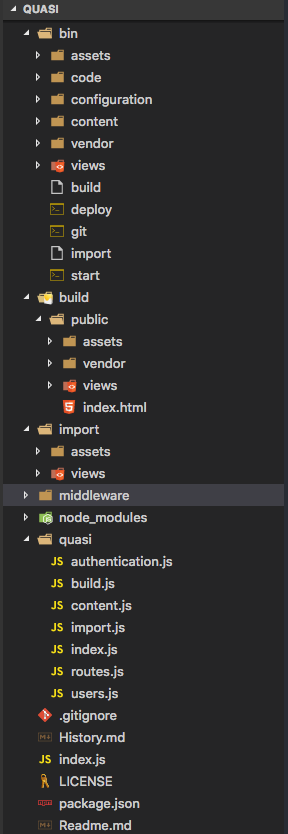 QUASI
bin
assets
code
configuration
content
vendor
views
build
deploy
git
import
start
build
public
assets
vendor
views
index.html
import
assets
views
middleware
node_modules
quasi
JS authentication.js
JS build.js
JS content.js
JS import.js
JS index.js
JS routes.js
JS users.js
.gitignore
History.md
JS index.js
LICENSE
package.json
Readme.md